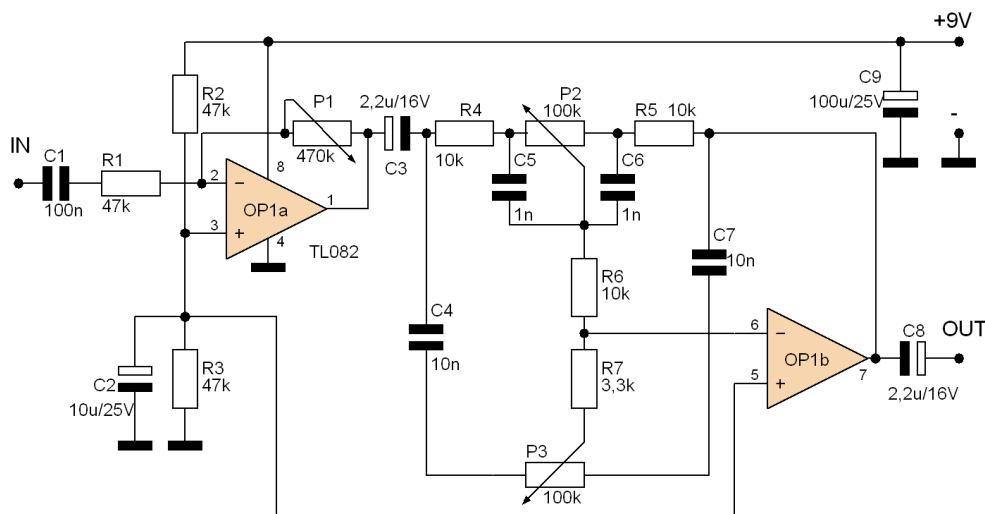 +9V
R2
47k
P1
470k
2,2u/16V
C3
R4
10k
P2
100k
R5 10k
C9
100u/25V
-
IN
C1
100n
R1
47k
C5
1n
C6
1n
8
2
−
OP1a
1
3
+
4
TL082
C7
10n
R6
10k
C4
10n
6
−
OP1b
7
5
+
C8
2,2u/16V
OUT
R7
3,3k
C2
10u/25V
R3
47k
P3
100k